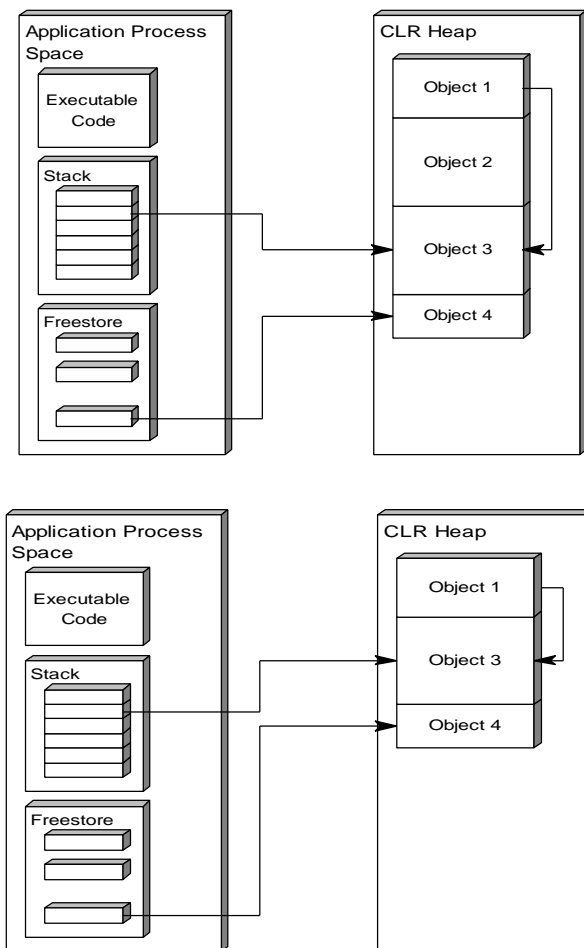 Application Process
Space
Executable
Code
Stack
Freestore
CLR Heap
Object 1
Object 2
Object 3
Object 4
Application Process
Space
Executable
Code
Stack
Freestore
CLR Heap
Object 1
Object 3
Object 4